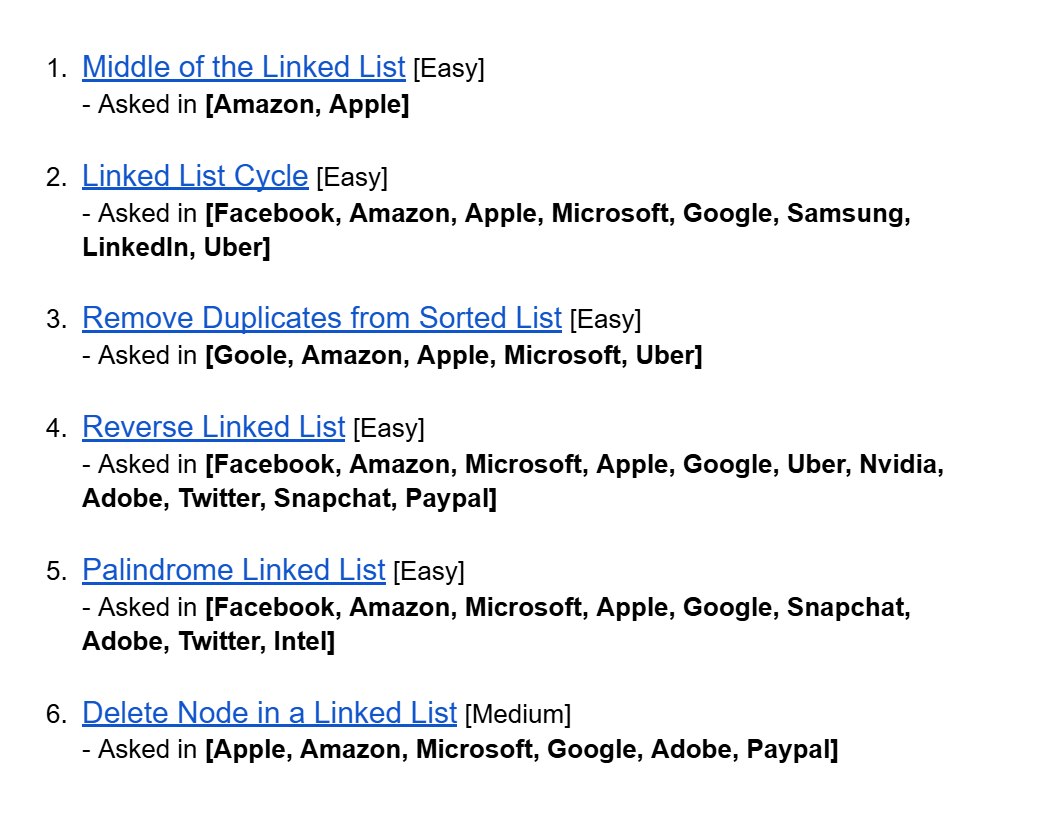 1. Middle of the Linked List [Easy]
- Asked in [Amazon, Apple]
2. Linked List Cycle [Easy]
- Asked in [Facebook, Amazon, Apple, Microsoft, Google, Samsung,
LinkedIn, Uber]
3. Remove Duplicates from Sorted List [Easy]
- Asked in [Goole, Amazon, Apple, Microsoft, Uber]
4. Reverse Linked List [Easy]
- Asked in [Facebook, Amazon, Microsoft, Apple, Google, Uber, Nvidia,
Adobe, Twitter, Snapchat, Paypal]
5. Palindrome Linked List [Easy]
- Asked in [Facebook, Amazon, Microsoft, Apple, Google, Snapchat,
Adobe, Twitter, Intel]
6. Delete Node in a Linked List [Medium]
- Asked in [Apple, Amazon, Microsoft, Google, Adobe, Paypal]